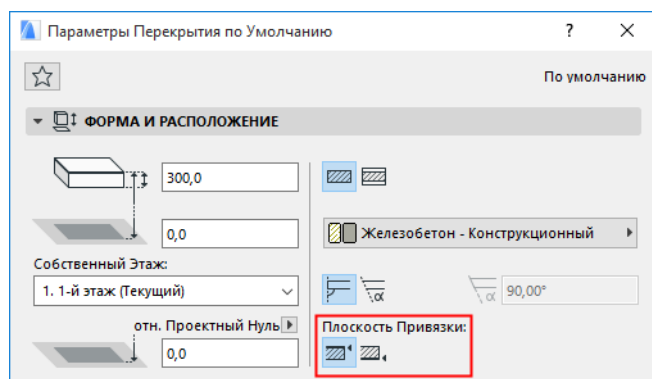 Параметры Перекрытия по Умолчанию ? ×
По умолчанию
ФОРМА И РАСПОЛОЖЕНИЕ
300,0
0,0
Железобетон - Конструкционный
Собственный Этаж:
1. 1-й этаж (Текущий)
α α 90,00°
отн. Проектный Нуль
Плоскость Привязки:
0,0